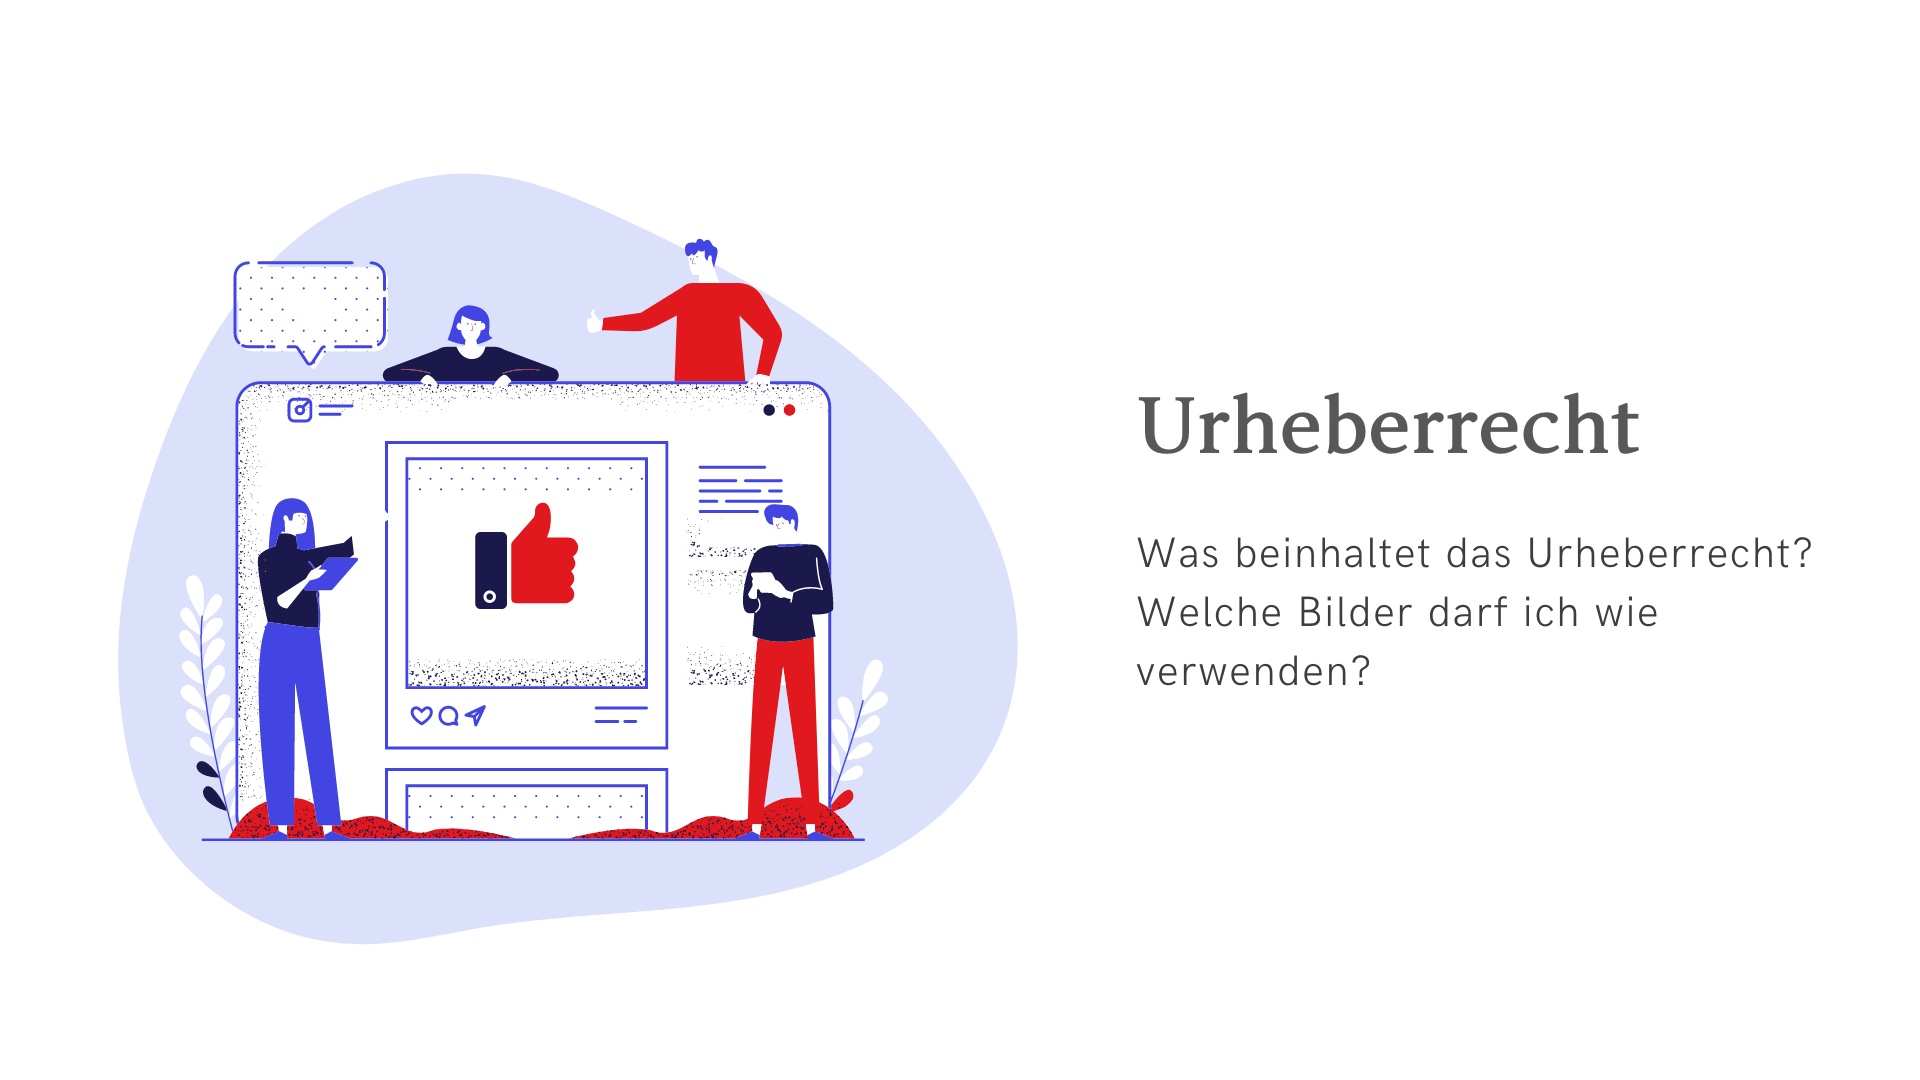 Urheberrecht
Was beinhaltet das Urheberrecht?
Welche Bilder darf ich wie
verwenden?